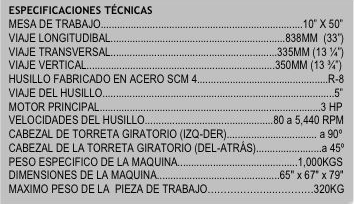 ESPECIFICACIONES TÉCNICAS
MESA DE TRABAJO....................................................................10" X 50"
VIAJE LONGITUDIBAL..........................................................838MM (33")
VIAJE TRANSVERSAL........................................................335MM (13 ¼")
VIAJE VERTICAL...............................................................350MM (13 ¾")
HUSILLO FABRICADO EN ACERO SCM 4...........................................R-8
VIAJE DEL HUSILLO............................................................................5"
MOTOR PRINCIPAL..........................................................................3 HP
VELOCIDADES DEL HUSILLO...........................................80 a 5,440 RPM
CABEZAL DE TORRETA GIRATORIO (IZQ-DER)............................... a 90º
CABEZAL DE LA TORRETA GIRATORIO (DEL-ATRÁS)......................a 45º
PESO ESPECIFICO DE LA MAQUINA........................................1,000KGS
DIMENSIONES DE LA MAQUINA.........................................65" x 67" x 79"
MAXIMO PESO DE LA PIEZA DE TRABAJO...................................320KG